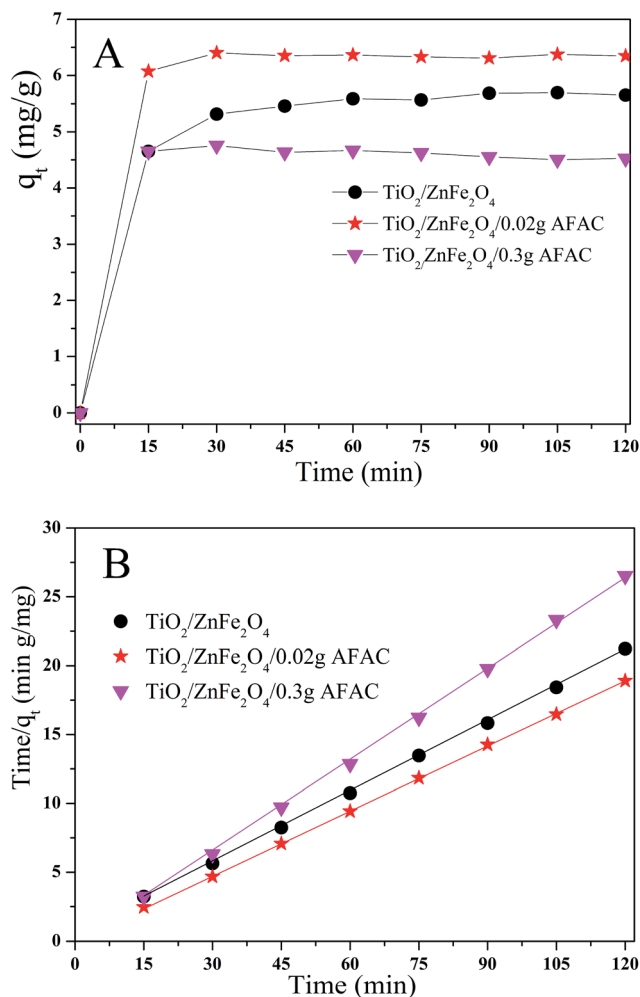 A
7
6
5
4
3
2
1
0
q_t (mg/g)
TiO₂/ZnFe₂O₄
TiO₂/ZnFe₂O₄/0.02g AFAC
TiO₂/ZnFe₂O₄/0.3g AFAC
0 15 30 45 60 75 90 105 120
Time (min)
B
30
25
20
15
10
5
0
Time/q_t (min g/mg)
TiO₂/ZnFe₂O₄
TiO₂/ZnFe₂O₄/0.02g AFAC
TiO₂/ZnFe₂O₄/0.3g AFAC
0 15 30 45 60 75 90 105 120
Time (min)